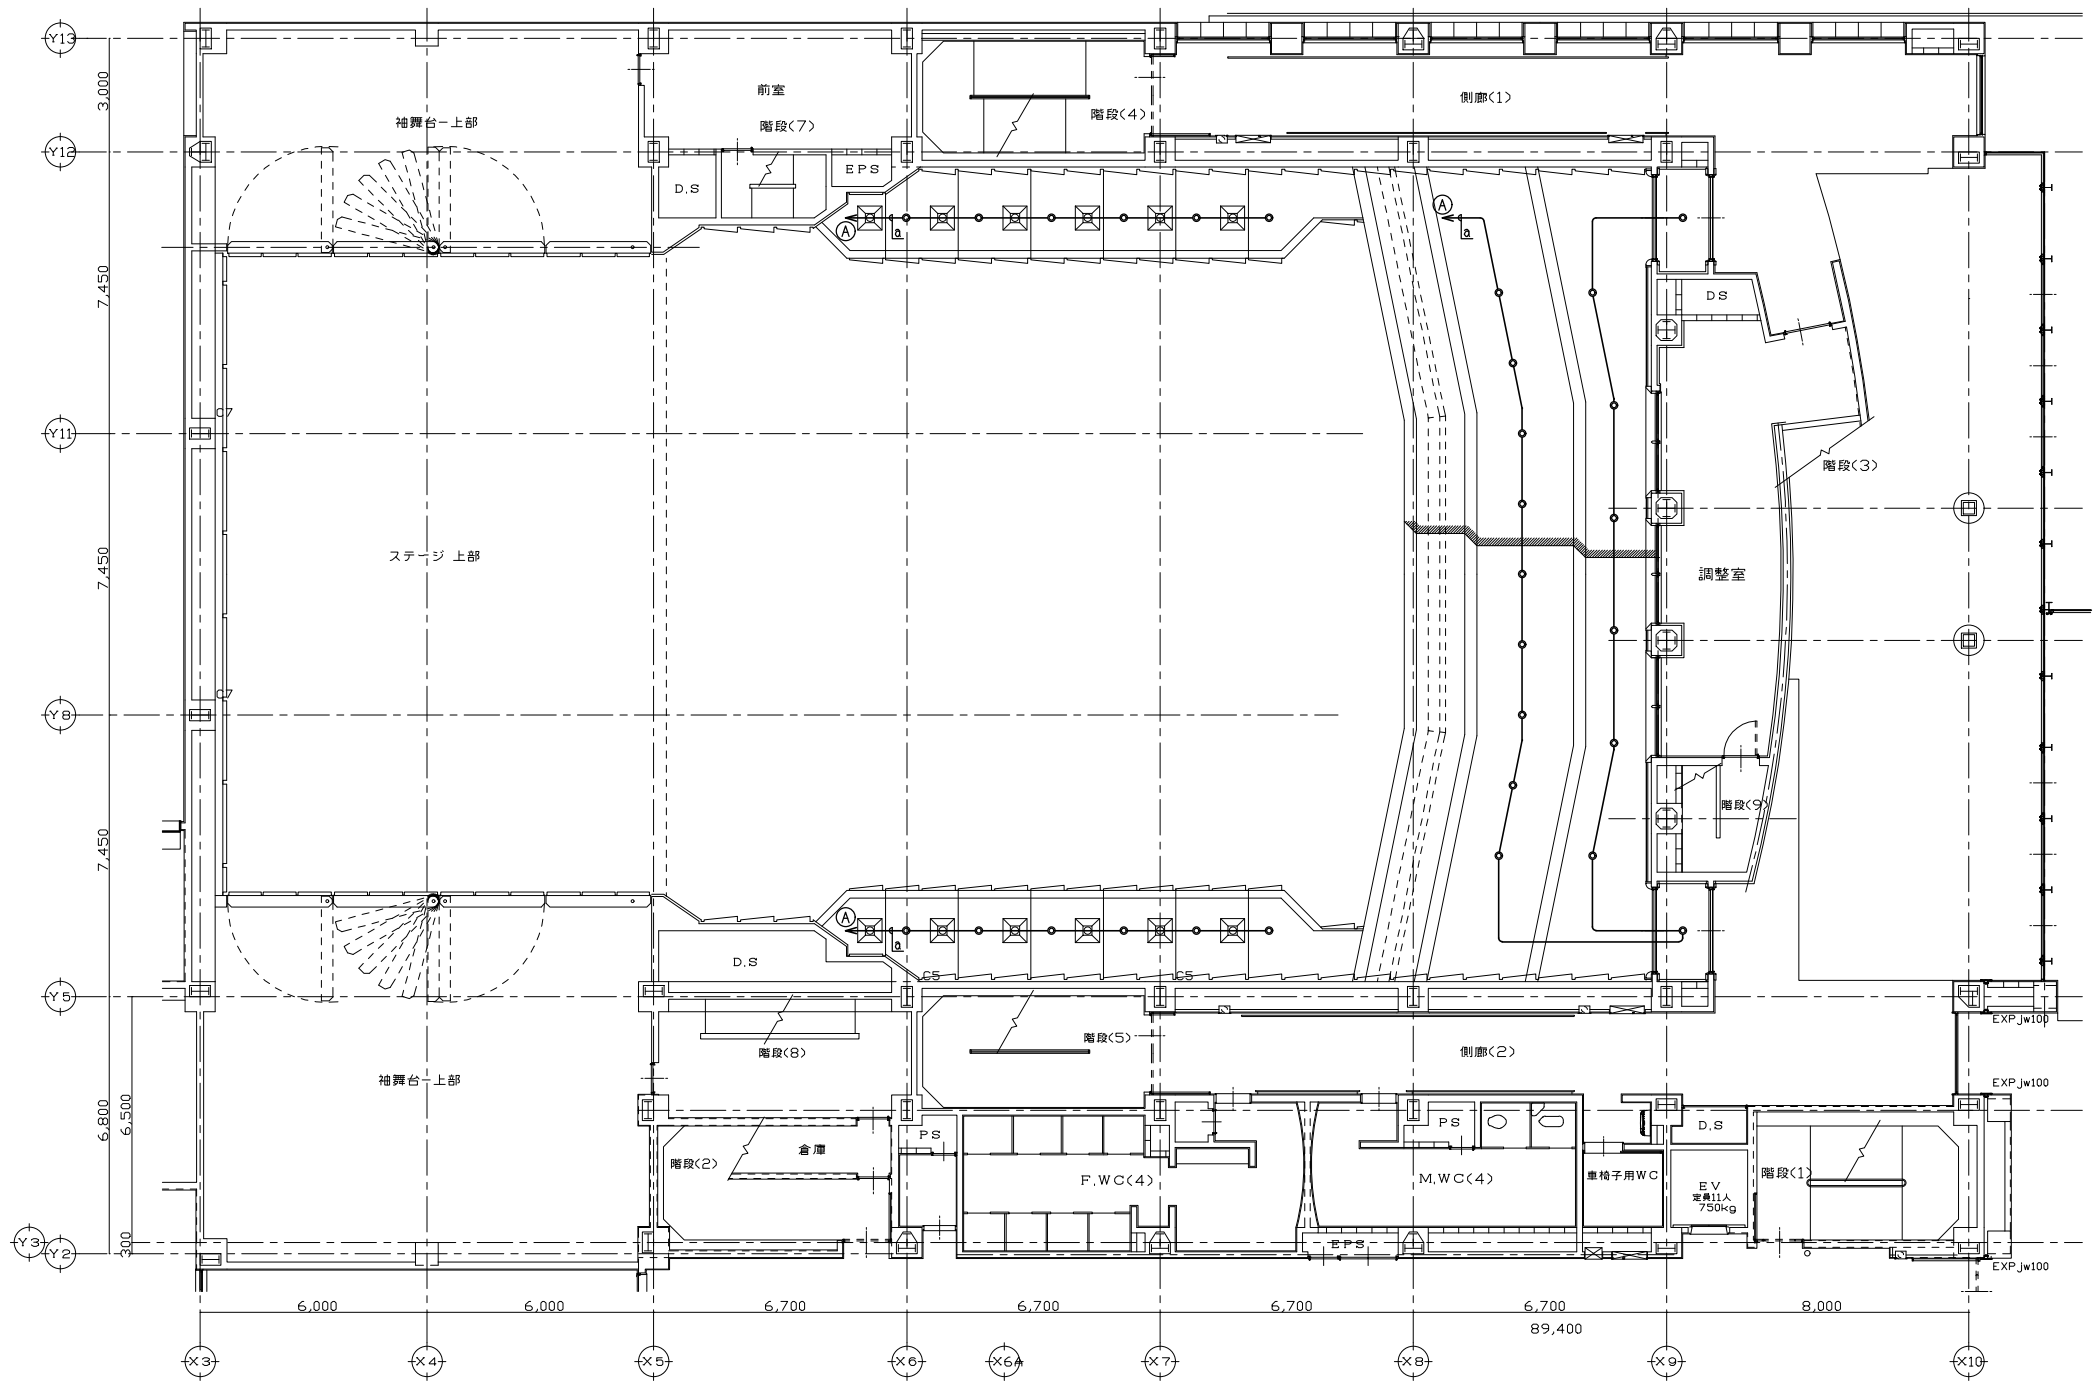 Y13
3,000
前室
側廊(1)
階段(4)
袖舞台-上部
階段(7)
Y12
EPS
D,S
A
A
a
a
7,450
DS
C7
Y11
階段(3)
ステージ 上部
7,450
調整室
C7
Y8
階段(9)
7,450
A
a
D,S
C5
C5
Y5
EXP.jw100
階段(5)
側廊(2)
階段(8)
袖舞台-上部
EXP.jw100
6,800
6,500
PS
PS
D,S
倉庫
階段(2)
F,WC(4)
M,WC(4)
車椅子用WC
階段(1)
EV
定員11人
750kg
300
Y3
Y2
EPS
EXP.jw100
6,000
6,000
6,700
6,700
6,700
6,700
8,000
89,400
X3
X4
X5
X6
X6A
X7
X8
X9
X10